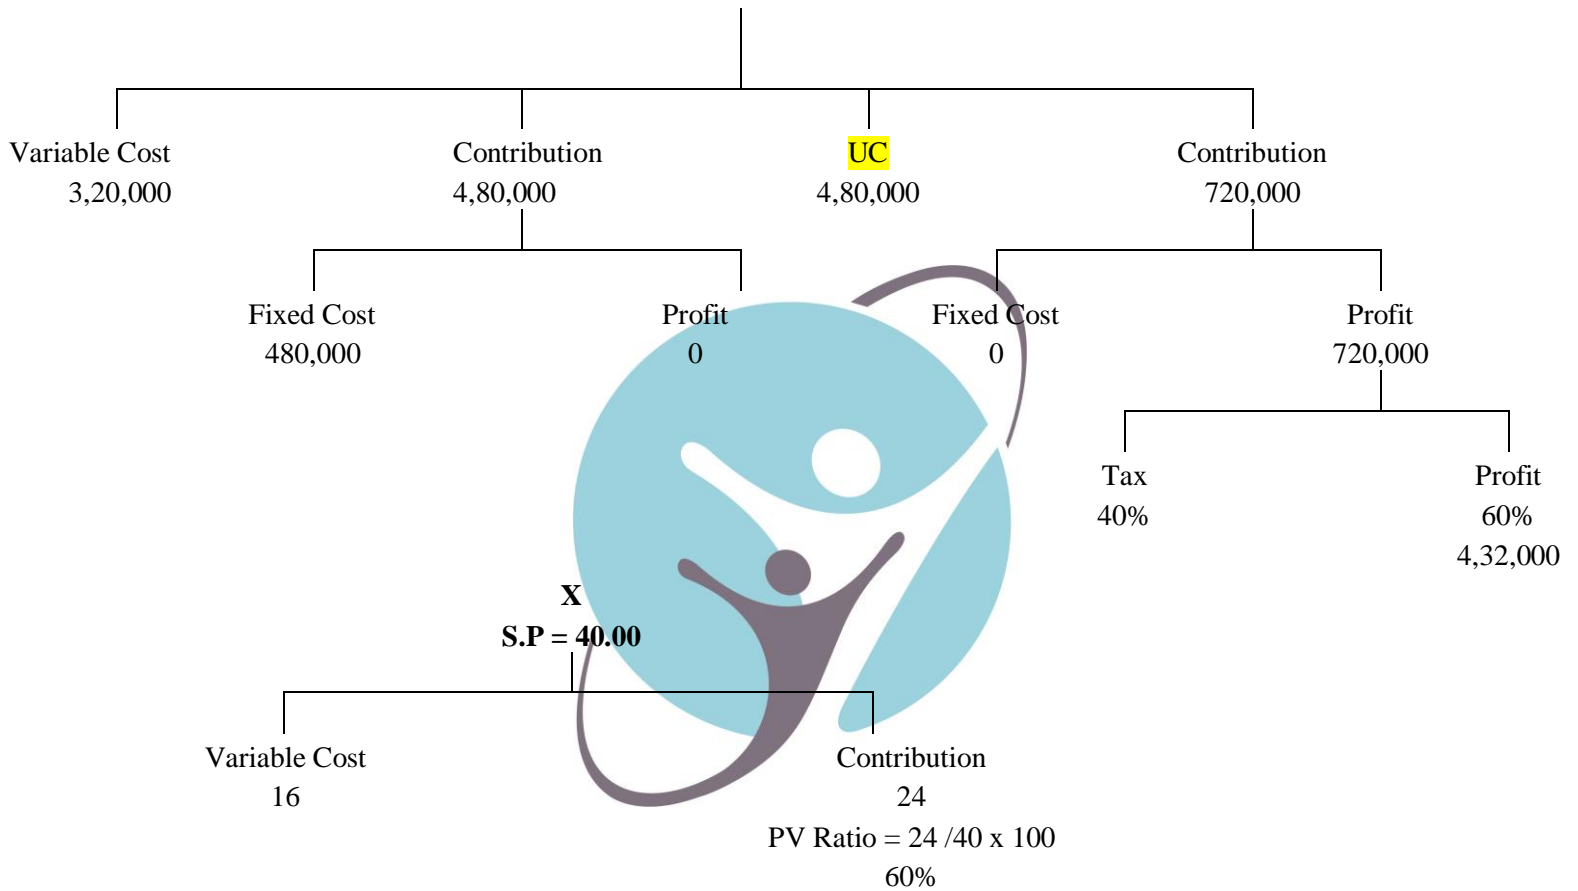 Variable Cost Contribution UC Contribution
3,20,000 4,80,000 4,80,000 720,000
Fixed Cost Profit Fixed Cost Profit
480,000 0 0 720,000
Tax Profit
40% 60%
4,32,000
X
S.P = 40.00
Variable Cost Contribution
16 24
PV Ratio = 24 /40 x 100
60%